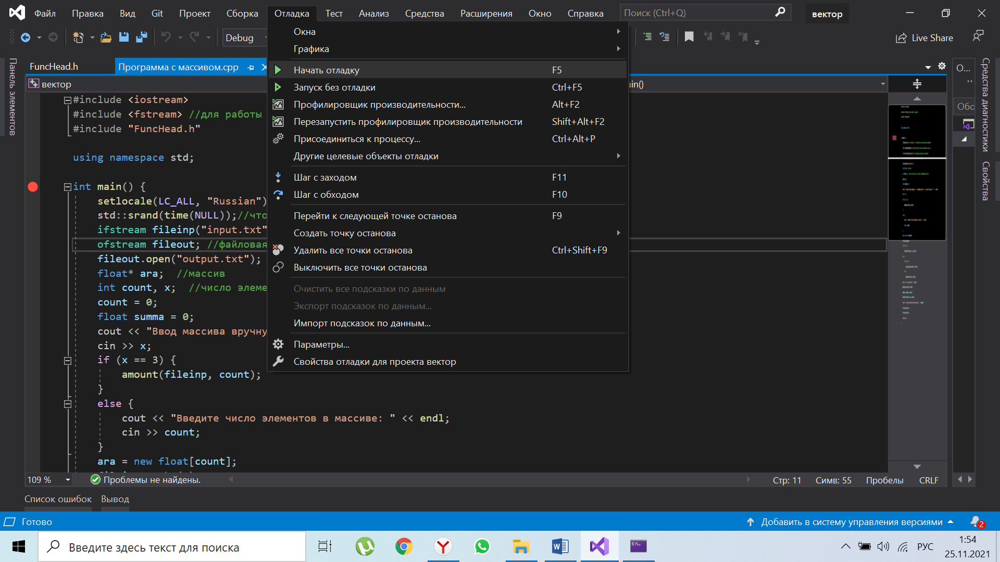 Файл Правка Вид Git Проект Сборка Отладка Тест Анализ Средства Расширения Окно Справка Поиск (Ctrl+Q) вектор
Debug Live Share
Окна
Графика
Начать отладку F5
Запуск без отладки Ctrl+F5
Профилировщик производительности... Alt+F2
Перезапустить профилировщик производительности Shift+Alt+F2
Присоединиться к процессу... Ctrl+Alt+P
Другие целевые объекты отладки
Шаг с заходом F11
Шаг с обходом F10
Перейти к следующей точке останова F9
Создать точку останова
Удалить все точки останова Ctrl+Shift+F9
Выключить все точки останова
Очистить все подсказки по данным
Экспорт подсказок по данным...
Импорт подсказок по данным...
Параметры...
Свойства отладки для проекта вектор
Панель элементов
FuncHead.h Программа с массивом.cpp
О...
вектор
ain()
Обо
Средства диагностики
Свойства
#include <iostream>
#include <fstream> //для работы
#include "FuncHead.h"
using namespace std;
int main() {
setlocale(LC_ALL, "Russian")
std::srand(time(NULL));//что
ifstream fileinp("input.txt"
ofstream fileout; //файловая
fileout.open("output.txt");
float* ara; //массив
int count, x; //число элеме
count = 0;
float summa = 0;
cout << "Ввод массива вручну
cin >> x;
if (x == 3) {
amount(fileinp, count);
}
else {
cout << "Введите число элементов в массиве: " << endl;
cin >> count;
}
ara = new float[count];
109 % Проблемы не найдены. Стр: 11 Симв: 55 Пробелы CRLF
Список ошибок Вывод
Готово Добавить в систему управления версиями 2
Введите здесь текст для поиска
РУС
1:54
25.11.2021